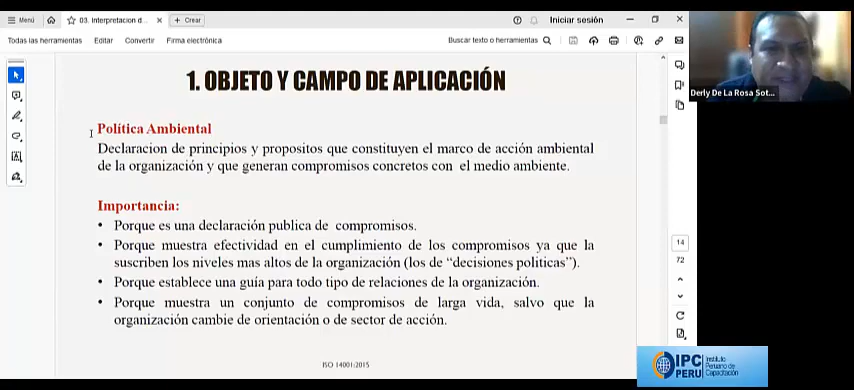 Menú
03. Interpretacion d...
+ Crear
Iniciar sesión
Todas las herramientas
Editar
Convertir
Firma electrónica
Buscar texto o herramientas
Derly De La Rosa Sot...
1. OBJETO Y CAMPO DE APLICACIÓN
Política Ambiental
Declaracion de principios y propositos que constituyen el marco de acción ambiental
de la organización y que generan compromisos concretos con el medio ambiente.
Importancia:
• Porque es una declaración publica de compromisos.
• Porque muestra efectividad en el cumplimiento de los compromisos ya que la
suscriben los niveles mas altos de la organización (los de “decisiones politicas”).
• Porque establece una guía para todo tipo de relaciones de la organización.
• Porque muestra un conjunto de compromisos de larga vida, salvo que la
organización cambie de orientación o de sector de acción.
ISO 14001:2015
14
72
IPC
PERU
Instituto
Peruano de
Capacitación